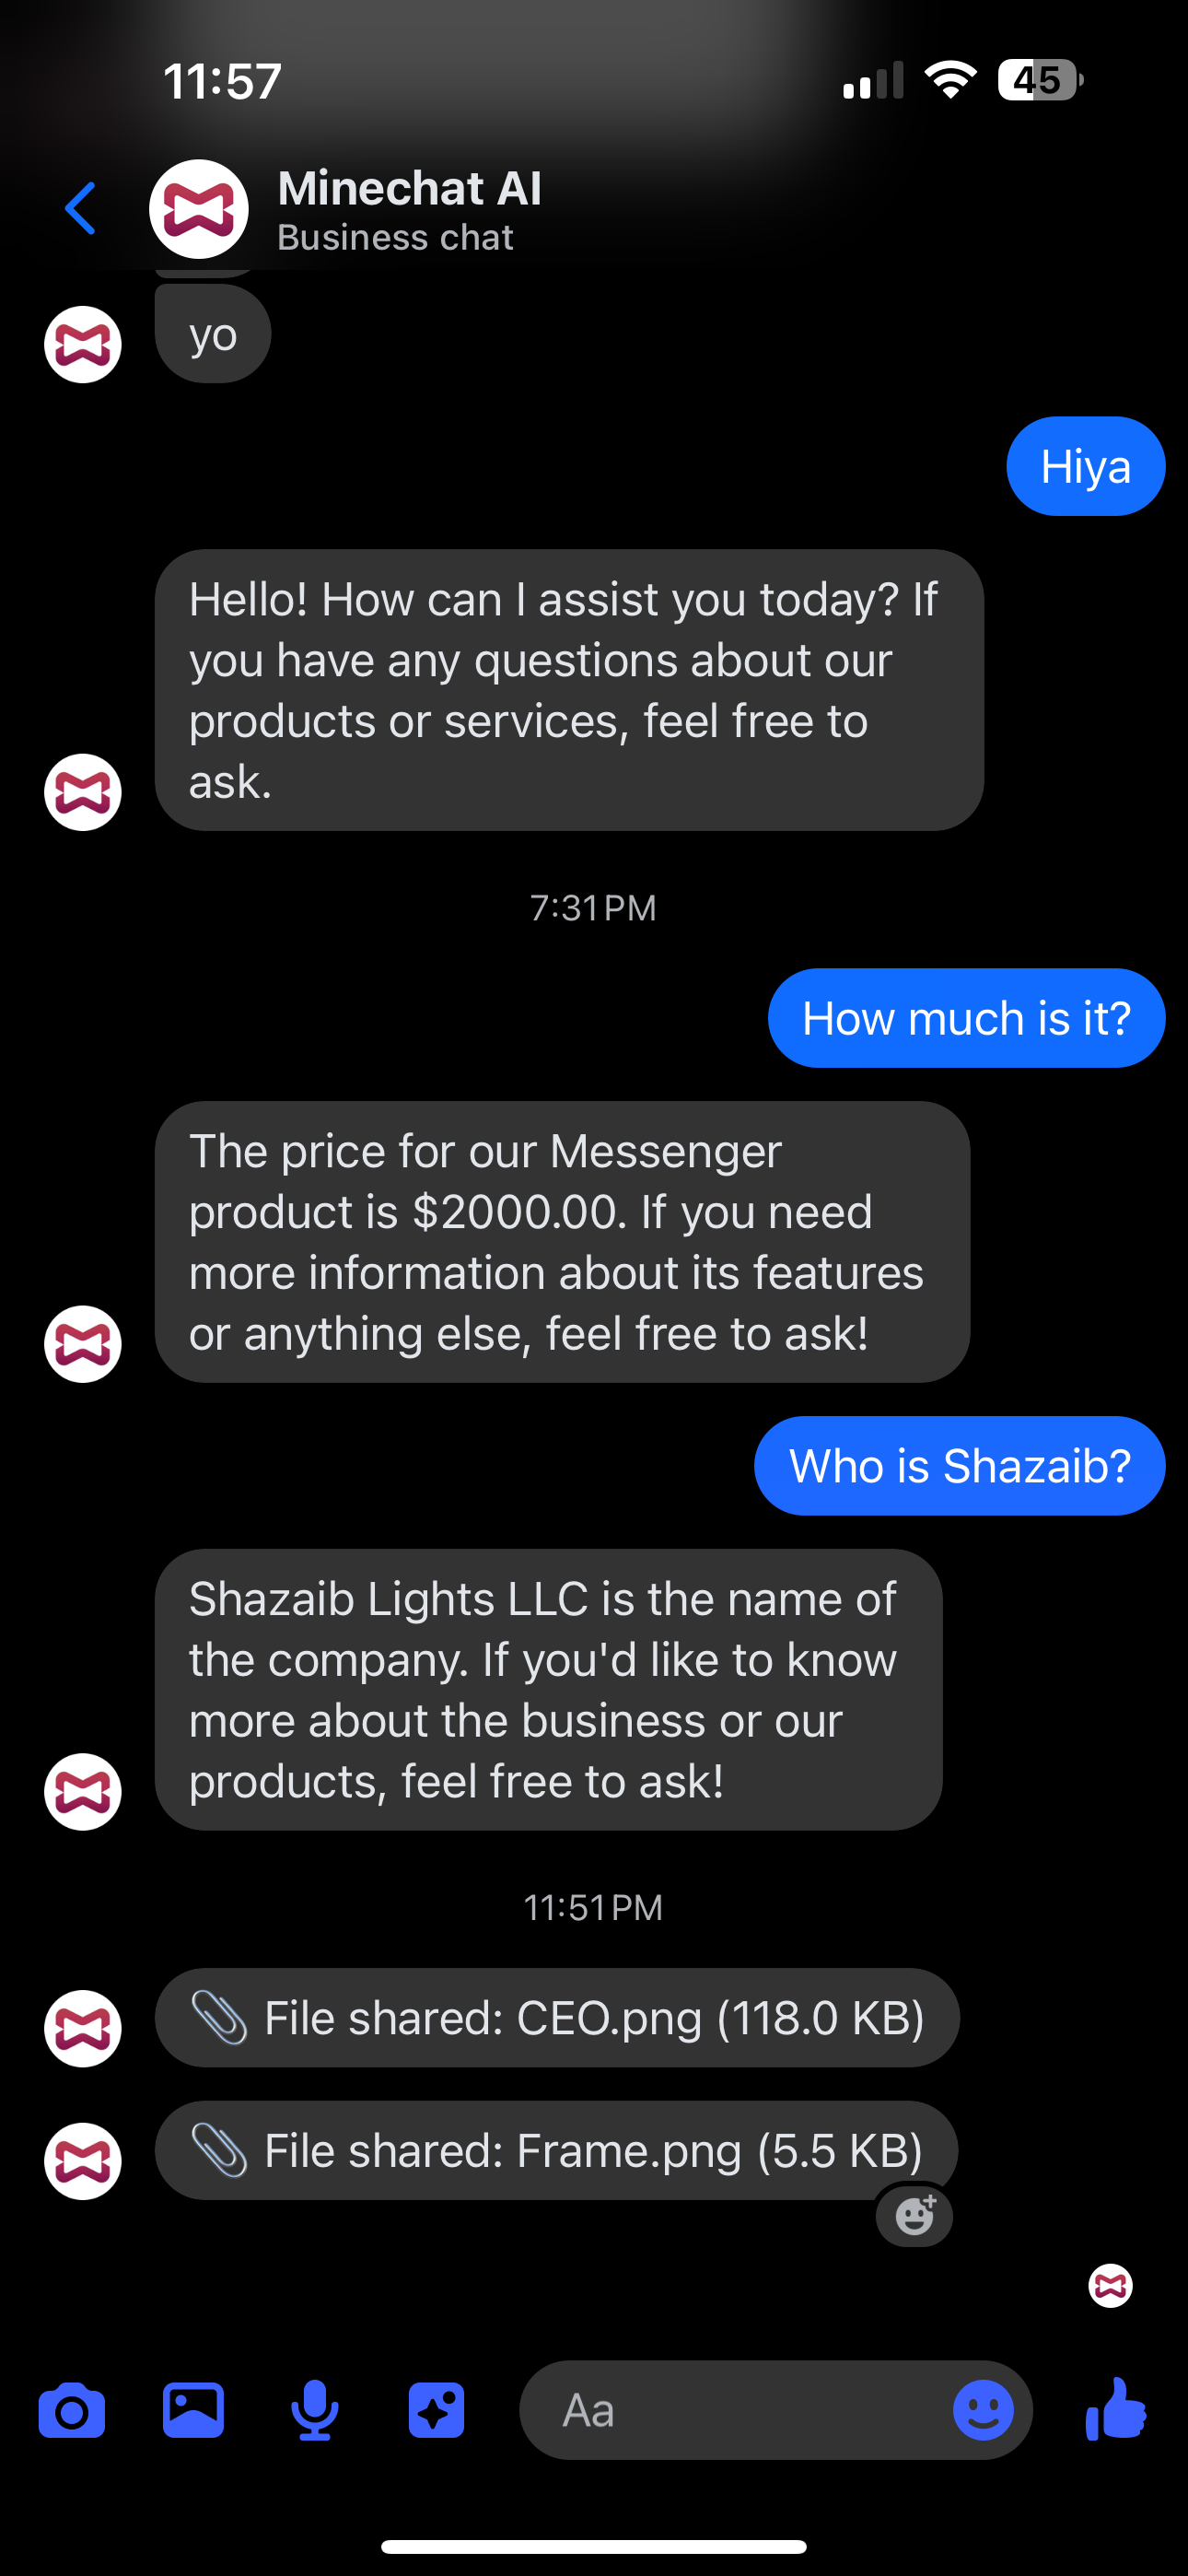 11:57
45
Minechat AI
Business chat
yo
Hiya
Hello! How can I assist you today? If
you have any questions about our
products or services, feel free to
ask.
7:31 PM
How much is it?
The price for our Messenger
product is $2000.00. If you need
more information about its features
or anything else, feel free to ask!
Who is Shazaib?
Shazaib Lights LLC is the name of
the company. If you'd like to know
more about the business or our
products, feel free to ask!
11:51 PM
📎 File shared: CEO.png (118.0 KB)
📎 File shared: Frame.png (5.5 KB)
Aa